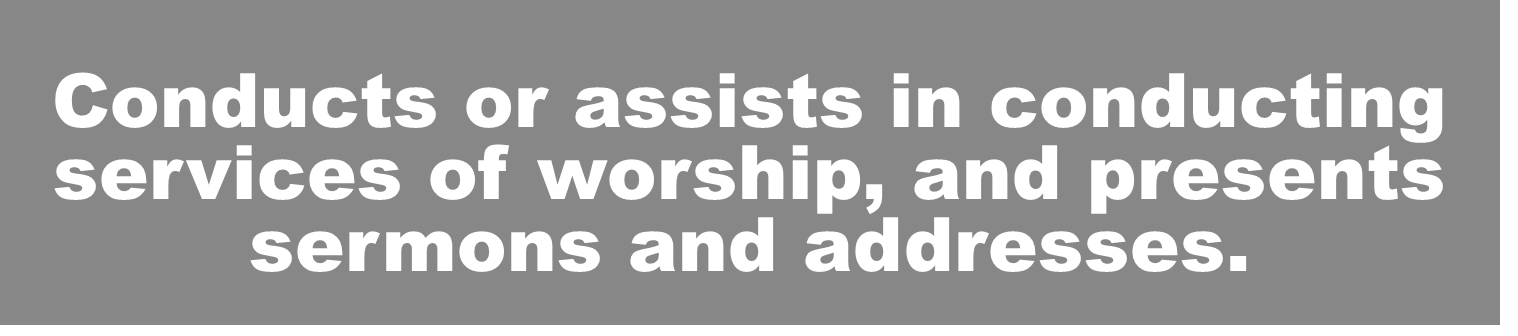 Conducts or assists in conducting
services of worship, and presents
sermons and addresses.